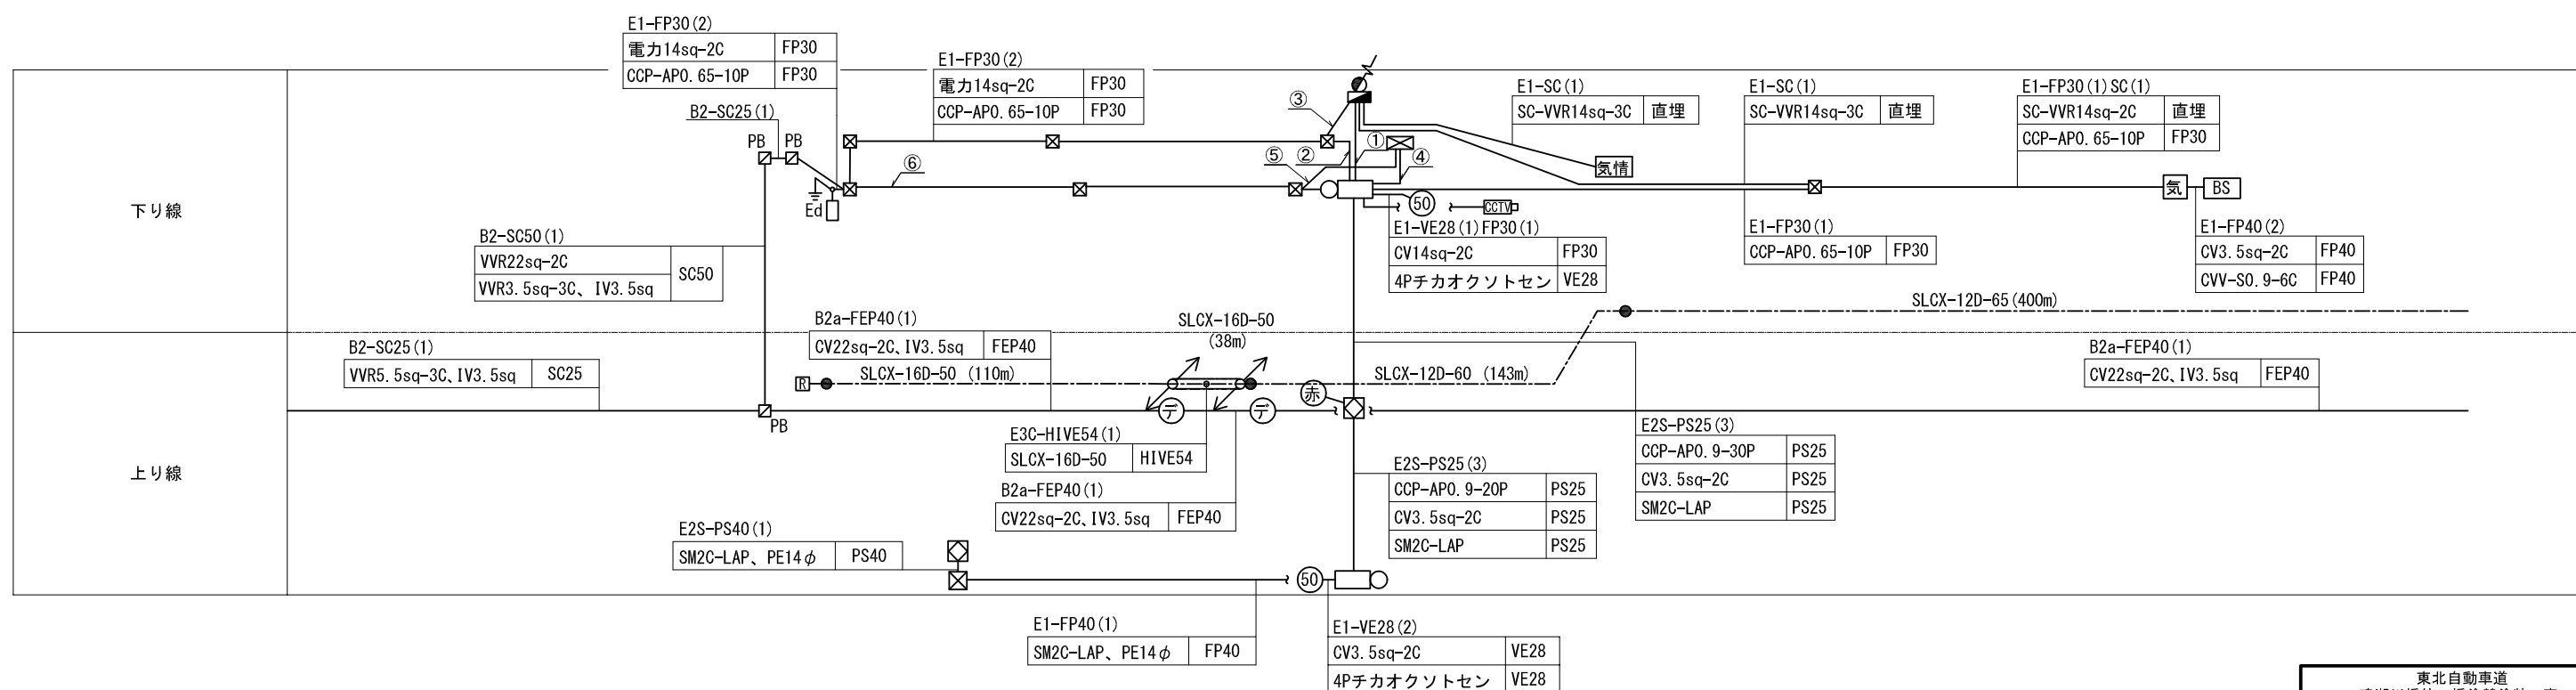 E1-FP30(2)
電力14sq-2C FP30
CCP-AP0.65-10P FP30
E1-FP30(2)
電力14sq-2C FP30
CCP-AP0.65-10P FP30
B2-SC25(1)
PB PB
③
①
②
④
⑤
⑥
Ed
E1-SC(1)
SC-VVR14sq-3C 直埋
E1-SC(1)
SC-VVR14sq-3C 直埋
E1-FP30(1)SC(1)
SC-VVR14sq-2C 直埋
CCP-AP0.65-10P FP30
気情
気 BS
50
CCTV
下り線
B2-SC50(1)
VVR22sq-2C SC50
VVR3.5sq-3C、IV3.5sq
E1-VE28(1)FP30(1)
CV14sq-2C FP30
4Pチカオクソトセン VE28
E1-FP30(1)
CCP-AP0.65-10P FP30
E1-FP40(2)
CV3.5sq-2C FP40
CVV-S0.9-6C FP40
SLCX-12D-65(400m)
B2-SC25(1)
VVR5.5sq-3C、IV3.5sq SC25
B2a-FEP40(1)
CV22sq-2C、IV3.5sq FEP40
SLCX-16D-50
(38m)
R
SLCX-16D-50 (110m)
SLCX-12D-60 (143m)
B2a-FEP40(1)
CV22sq-2C、IV3.5sq FEP40
赤
デ デ
PB
上り線
E3C-HIVE54(1)
SLCX-16D-50 HIVE54
B2a-FEP40(1)
CV22sq-2C、IV3.5sq FEP40
E2S-PS25(3)
CCP-AP0.9-20P PS25
CV3.5sq-2C PS25
SM2C-LAP PS25
E2S-PS25(3)
CCP-AP0.9-30P PS25
CV3.5sq-2C PS25
SM2C-LAP PS25
E2S-PS40(1)
SM2C-LAP、PE14φ PS40
50
E1-FP40(1)
SM2C-LAP、PE14φ FP40
E1-VE28(2)
CV3.5sq-2C VE28
4Pチカオクソトセン VE28
東北自動車道